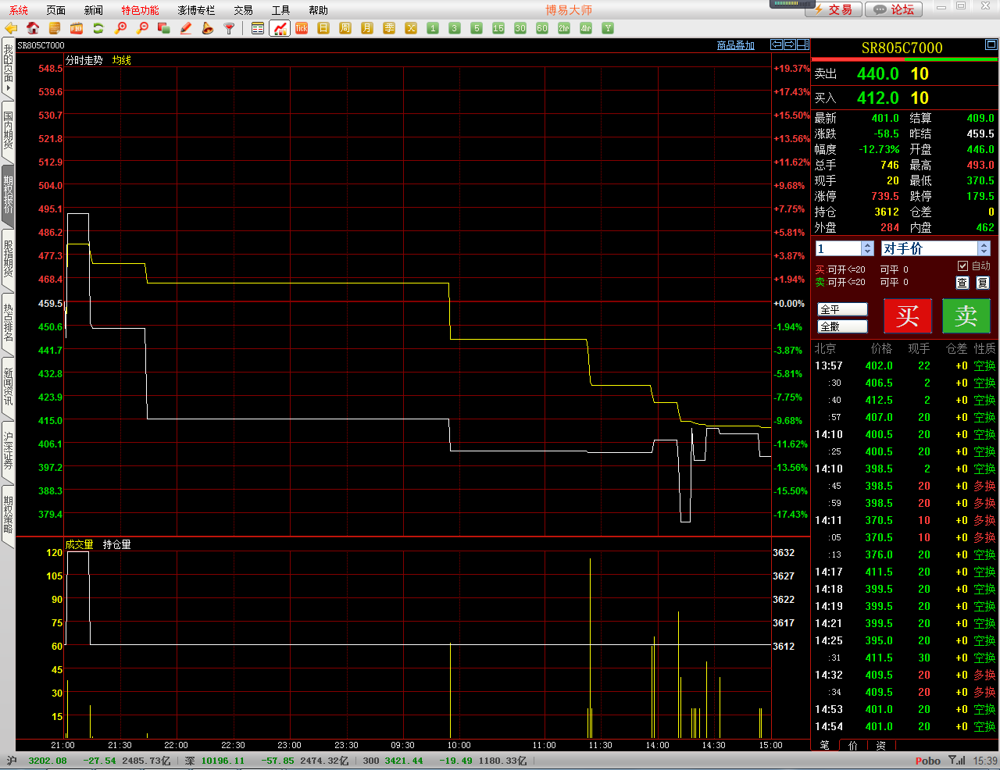 系统 页面 新闻 特色功能 澎博专栏 交易 工具 帮助 博易大师 交易 论坛
Tick 日 周 月 季 X 1 3 5 15 30 60 2hr 4hr Y
我的页面
国内期货
期权报价
股指期货
热点排名
新闻资讯
沪深证券
期权策略
SR805C7000 商品叠加
分时走势 均线
548.5 +19.37%
539.6 +17.43%
530.7 +15.50%
521.8 +13.56%
512.9 +11.62%
504.0 +9.68%
495.1 +7.75%
486.2 +5.81%
477.3 +3.87%
468.4 +1.94%
459.5 +0.00%
450.6 -1.94%
441.7 -3.87%
432.8 -5.81%
423.9 -7.75%
415.0 -9.68%
406.1 -11.62%
397.2 -13.56%
388.3 -15.50%
379.4 -17.43%
成交量 持仓量
120 3632
105 3627
90 3622
75 3617
60 3612
45
30
15
21:00 21:30 22:00 22:30 23:00 09:30 10:00 11:00 11:30 14:00 14:30 15:00
SR805C7000
卖出 440.0 10
买入 412.0 10
最新 401.0 结算 409.0
涨跌 -58.5 昨结 459.5
幅度 -12.73% 开盘 446.0
总手 746 最高 493.0
现手 20 最低 370.5
涨停 739.5 跌停 179.5
持仓 3612 仓差 0
外盘 284 内盘 462
1 对手价
买:可开<=20 可平 0 自动
卖:可开<=20 可平 0 查 复
全平 买 卖
全撤
北京 价格 现手 仓差 性质
13:57 402.0 22 +0 空换
:30 406.5 2 +0 空换
:40 412.5 2 +0 空换
:57 407.0 20 +0 空换
14:10 400.5 20 +0 空换
:25 400.5 20 +0 空换
14:10 398.5 2 +0 空换
:45 398.5 20 +0 多换
:59 398.5 20 +0 多换
14:11 370.5 10 +0 多换
:05 370.5 10 +0 多换
:13 376.0 20 +0 空换
14:17 411.5 20 +0 空换
14:18 399.5 20 +0 空换
14:19 399.5 20 +0 空换
14:21 399.5 20 +0 空换
14:25 395.0 20 +0 空换
:31 411.5 30 +0 空换
14:32 409.5 20 +0 多换
:34 409.5 20 +0 多换
14:53 401.0 20 +0 空换
14:54 401.0 20 +0 空换
笔 价 资
沪 3202.08 -27.54 2485.73亿 深 10196.11 -57.85 2474.32亿 300 3421.44 -19.49 1180.33亿 Pobo 15:39